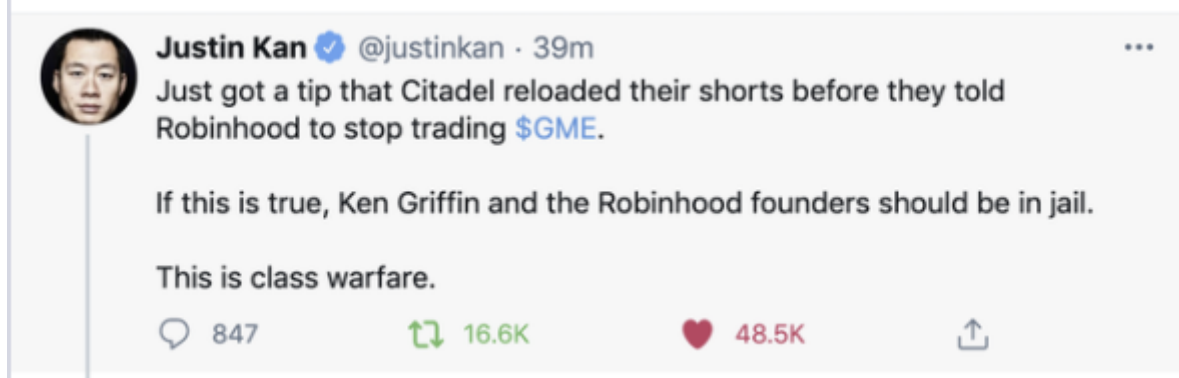 Justin Kan @justinkan · 39m
Just got a tip that Citadel reloaded their shorts before they told
Robinhood to stop trading $GME.
If this is true, Ken Griffin and the Robinhood founders should be in jail.
This is class warfare.
847 16.6K 48.5K